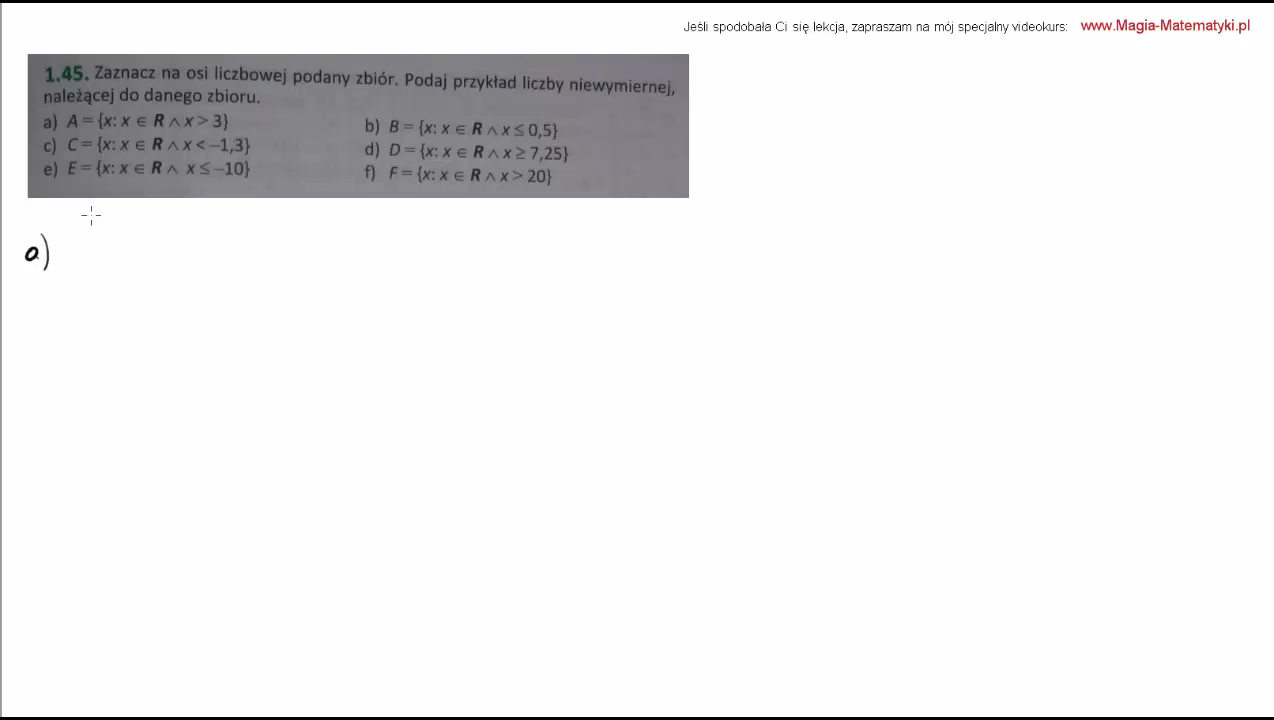 Jeśli spodobała Ci się lekcja, zapraszam na mój specjalny videokurs: www.Magia-Matematyki.pl
1.45. Zaznacz na osi liczbowej podany zbiór. Podaj przykład liczby niewymiernej,
należącej do danego zbioru.
a) A = {x: x ∈ R ∧ x > 3}
b) B = {x: x ∈ R ∧ x ≤ 0,5}
c) C = {x: x ∈ R ∧ x < –1,3}
d) D = {x: x ∈ R ∧ x ≥ 7,25}
e) E = {x: x ∈ R ∧ x ≤ –10}
f) F = {x: x ∈ R ∧ x > 20}
a)